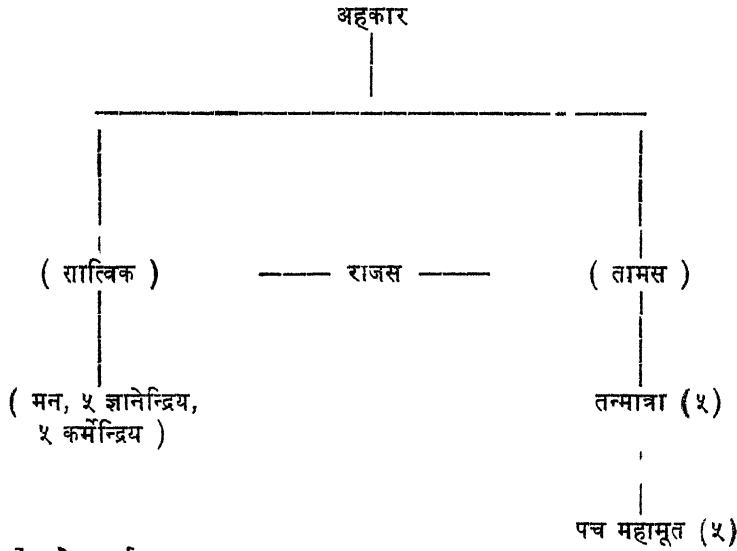 अहकार
( सात्विक ) —— राजस —— ( तामस )
( मन, ५ ज्ञानेन्द्रिय, तन्मात्रा (५)
५ कर्मेन्द्रिय )
पच महामूत (५)